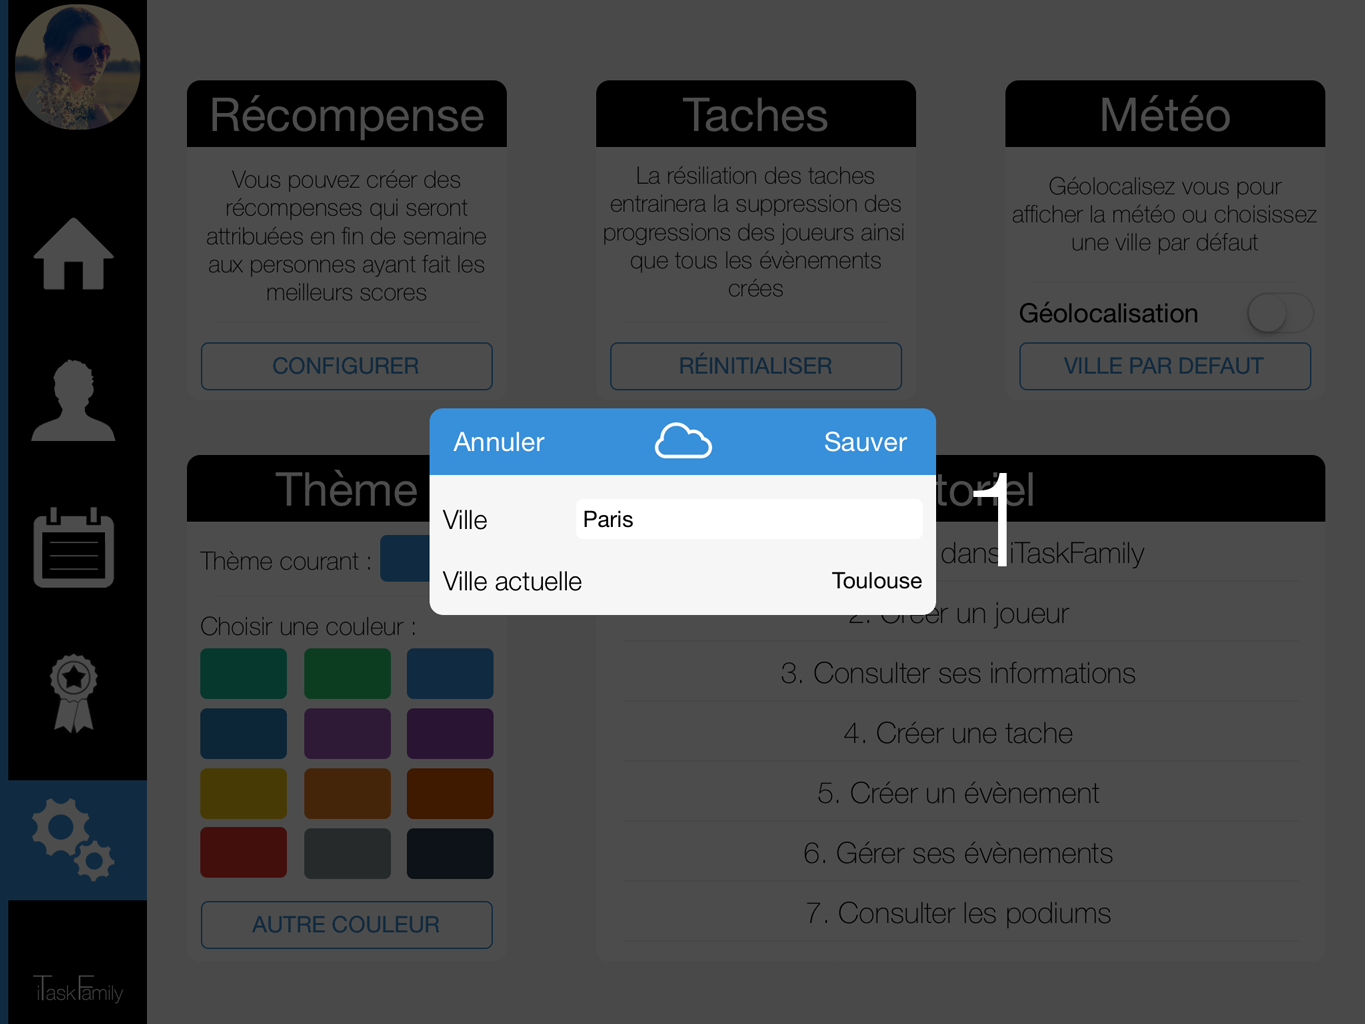 Récompense
Vous pouvez créer des
récompenses qui seront
attribuées en fin de semaine
aux personnes ayant fait les
meilleurs scores
CONFIGURER
Taches
La résiliation des taches
entrainera la suppression des
progressions des joueurs ainsi
que tous les évènements
crées
RÉINITIALISER
Météo
Géolocalisez vous pour
afficher la météo ou choisissez
une ville par défaut
Géolocalisation
VILLE PAR DEFAUT
Annuler
Sauver
Ville
Paris
Ville actuelle
Toulouse
1
Thème
Thème courant :
Choisir une couleur :
AUTRE COULEUR
toriel
dans iTaskFamily
2. Créer un joueur
3. Consulter ses informations
4. Créer une tache
5. Créer un évènement
6. Gérer ses évènements
7. Consulter les podiums
iTaskFamily